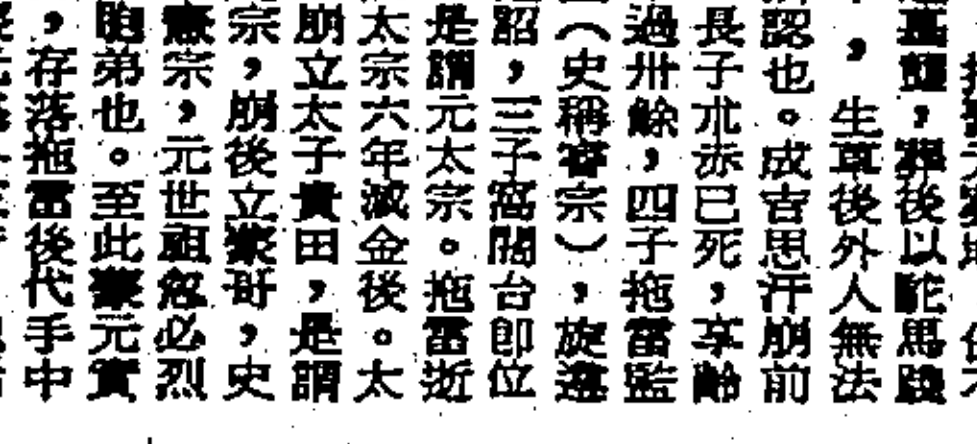 ,葬後以駝馬踐
,生草後外人無法
認也。成吉思汗崩前
長子朮赤已死,享齡
過卅餘,四子拖雷監
(史稱睿宗),旋遵
詔,三子窩闊台即位
是謂元太宗。拖雷逝
太宗六年滅金後。太
崩立太子貴田,是謂
宗,崩後立蒙哥,史
憲宗,元世祖忽必烈
胞弟也。至此蒙元實
,存落拖雷後代手中